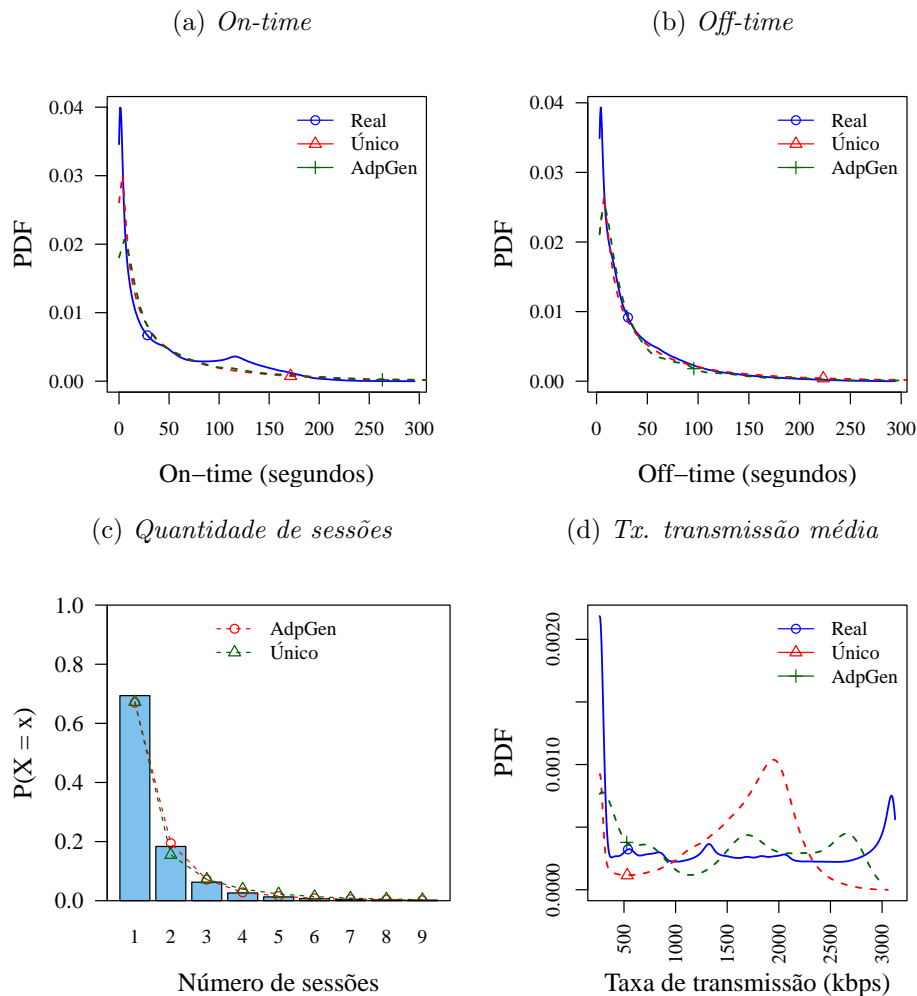 (a) On-time
(b) Off-time
PDF
0.04
0.03
0.02
0.01
0.00
Real
Único
AdpGen
0 50 100 150 200 250 300
On−time (segundos)
PDF
0.04
0.03
0.02
0.01
0.00
Real
Único
AdpGen
0 50 100 150 200 250 300
Off−time (segundos)
(c) Quantidade de sessões
(d) Tx. transmissão média
P(X = x)
1.0
0.8
0.6
0.4
0.2
0.0
AdpGen
Único
1 2 3 4 5 6 7 8 9
Número de sessões
PDF
0.0020
0.0010
0.0000
Real
Único
AdpGen
500 1000 1500 2000 2500 3000
Taxa de transmissão (kbps)